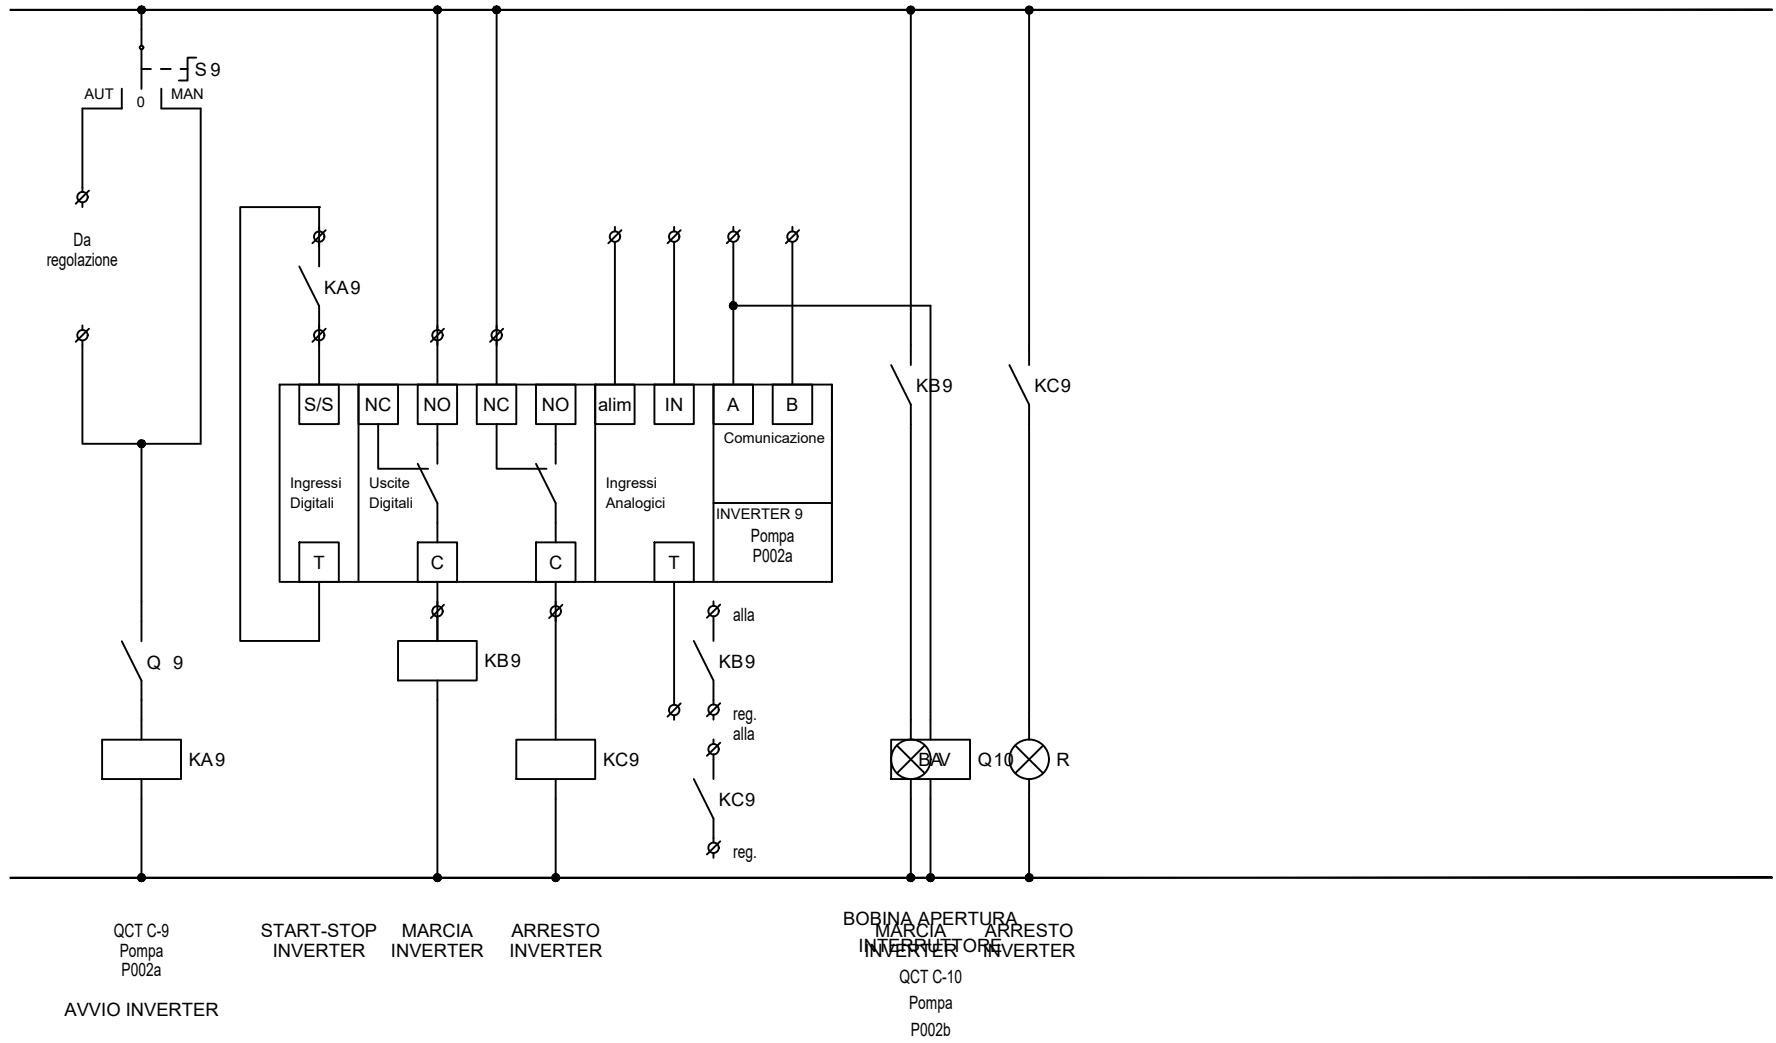 S 9
AUT
0
MAN
Da
regolazione
KA9
KB9
KC9
S/S
NC
NO
NC
NO
alim
IN
A
B
Comunicazione
Ingressi
Digitali
Uscite
Digitali
Ingressi
Analogici
INVERTER 9
Pompa
P002a
T
C
C
T
alla
Q 9
KB9
KB9
reg.
alla
KA9
KC9
BA
V
Q10
R
KC9
reg.
QCT C-9
Pompa
P002a
AVVIO INVERTER
START-STOP
INVERTER
MARCIA
INVERTER
ARRESTO
INVERTER
BOBINA APERTURA
INTERRUTTORE
MARCIA
INVERTER
ARRESTO
INVERTER
QCT C-10
Pompa
P002b